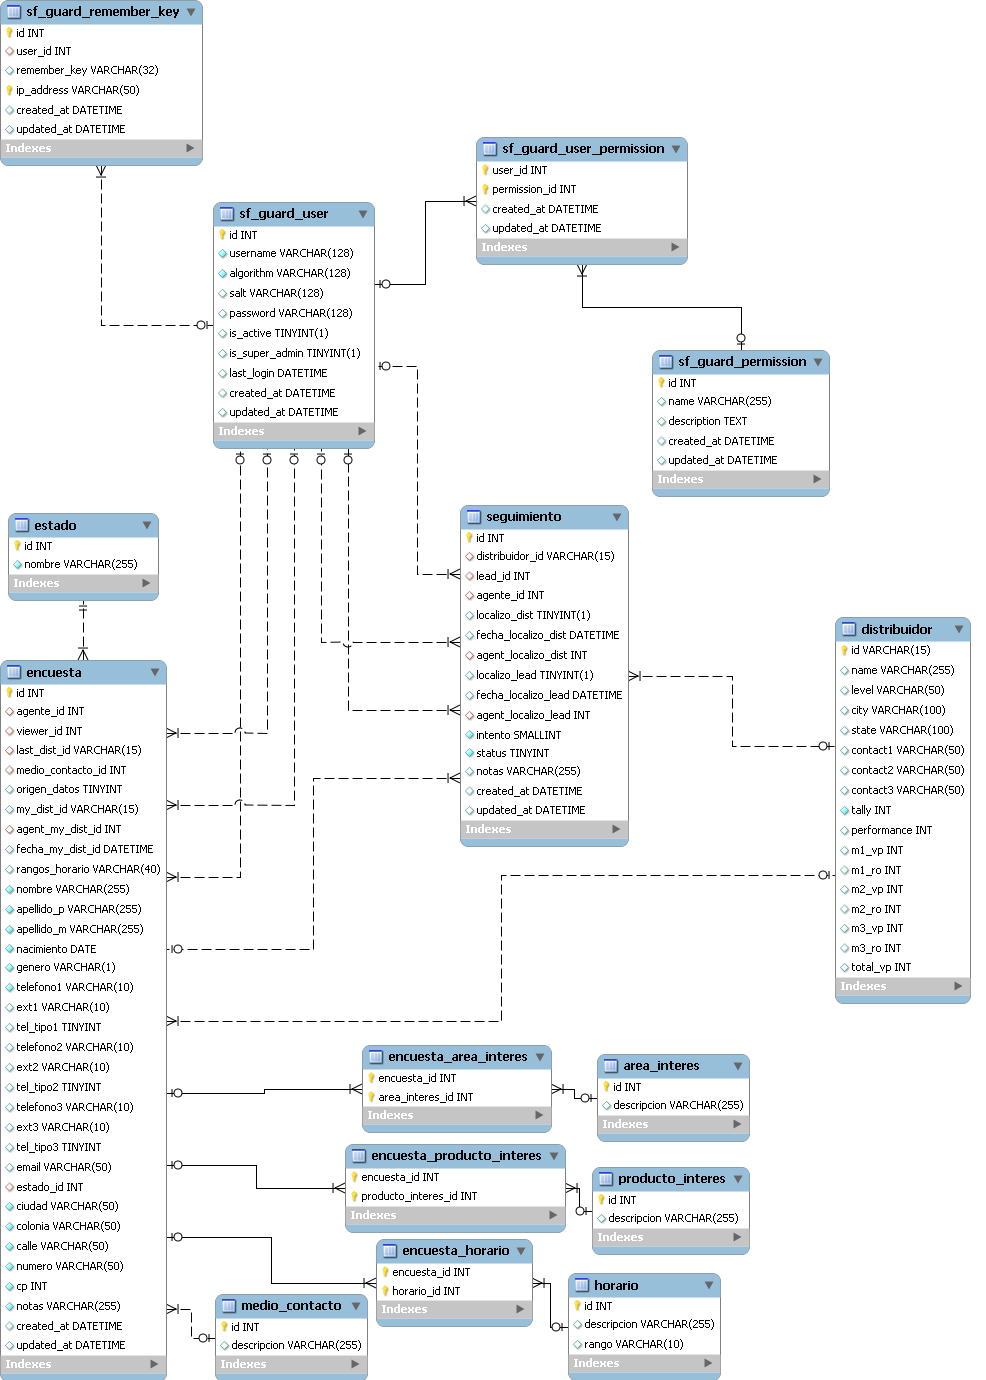 sf_guard_remember_key
id INT
user_id INT
remember_key VARCHAR(32)
ip_address VARCHAR(50)
created_at DATETIME
updated_at DATETIME
Indexes
sf_guard_user_permission
user_id INT
permission_id INT
created_at DATETIME
updated_at DATETIME
Indexes
sf_guard_user
id INT
username VARCHAR(128)
algorithm VARCHAR(128)
salt VARCHAR(128)
password VARCHAR(128)
is_active TINYINT(1)
is_super_admin TINYINT(1)
last_login DATETIME
created_at DATETIME
updated_at DATETIME
Indexes
sf_guard_permission
id INT
name VARCHAR(255)
description TEXT
created_at DATETIME
updated_at DATETIME
Indexes
estado
id INT
nombre VARCHAR(255)
Indexes
seguimiento
id INT
distribuidor_id VARCHAR(15)
lead_id INT
agente_id INT
localizo_dist TINYINT(1)
fecha_localizo_dist DATETIME
agent_localizo_dist INT
localizo_lead TINYINT(1)
fecha_localizo_lead DATETIME
agent_localizo_lead INT
intento SMALLINT
status TINYINT
notas VARCHAR(255)
created_at DATETIME
updated_at DATETIME
Indexes
distribuidor
id VARCHAR(15)
name VARCHAR(255)
level VARCHAR(50)
city VARCHAR(100)
state VARCHAR(100)
contact1 VARCHAR(50)
contact2 VARCHAR(50)
contact3 VARCHAR(50)
tally INT
performance INT
m1_vp INT
m1_ro INT
m2_vp INT
m2_ro INT
m3_vp INT
m3_ro INT
total_vp INT
Indexes
encuesta
id INT
agente_id INT
viewer_id INT
last_dist_id VARCHAR(15)
medio_contacto_id INT
origen_datos TINYINT
my_dist_id VARCHAR(15)
agent_my_dist_id INT
fecha_my_dist_id DATETIME
rangos_horario VARCHAR(40)
nombre VARCHAR(255)
apellido_p VARCHAR(255)
apellido_m VARCHAR(255)
nacimiento DATE
genero VARCHAR(1)
telefono1 VARCHAR(10)
ext1 VARCHAR(10)
tel_tipo1 TINYINT
telefono2 VARCHAR(10)
ext2 VARCHAR(10)
tel_tipo2 TINYINT
telefono3 VARCHAR(10)
ext3 VARCHAR(10)
tel_tipo3 TINYINT
email VARCHAR(50)
estado_id INT
ciudad VARCHAR(50)
colonia VARCHAR(50)
calle VARCHAR(50)
numero VARCHAR(50)
cp INT
notas VARCHAR(255)
created_at DATETIME
updated_at DATETIME
Indexes
encuesta_area_interes
encuesta_id INT
area_interes_id INT
Indexes
area_interes
id INT
descripcion VARCHAR(255)
Indexes
encuesta_producto_interes
encuesta_id INT
producto_interes_id INT
Indexes
producto_interes
id INT
descripcion VARCHAR(255)
Indexes
encuesta_horario
encuesta_id INT
horario_id INT
Indexes
horario
id INT
descripcion VARCHAR(255)
rango VARCHAR(10)
Indexes
medio_contacto
id INT
descripcion VARCHAR(255)
Indexes